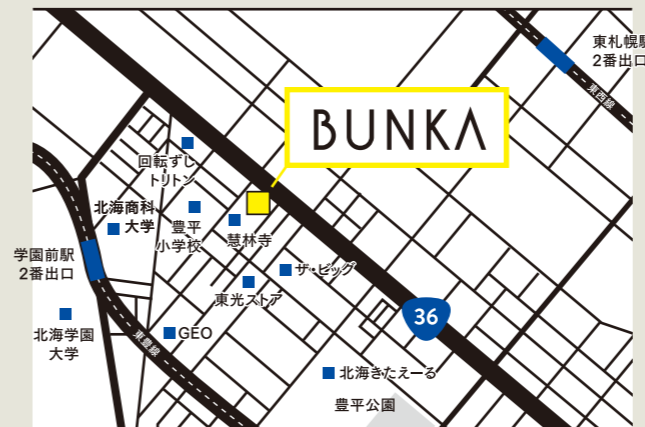 東札幌駅
2番出口
東西線
BUNKA
回転ずし
トリトン
北海商科
大学
豊平
小学校
慧林寺
学園前駅
2番出口
ザ・ビッグ
東光ストア
36
北海学園
大学
東豊線
GEO
北海きたえーる
豊平公園